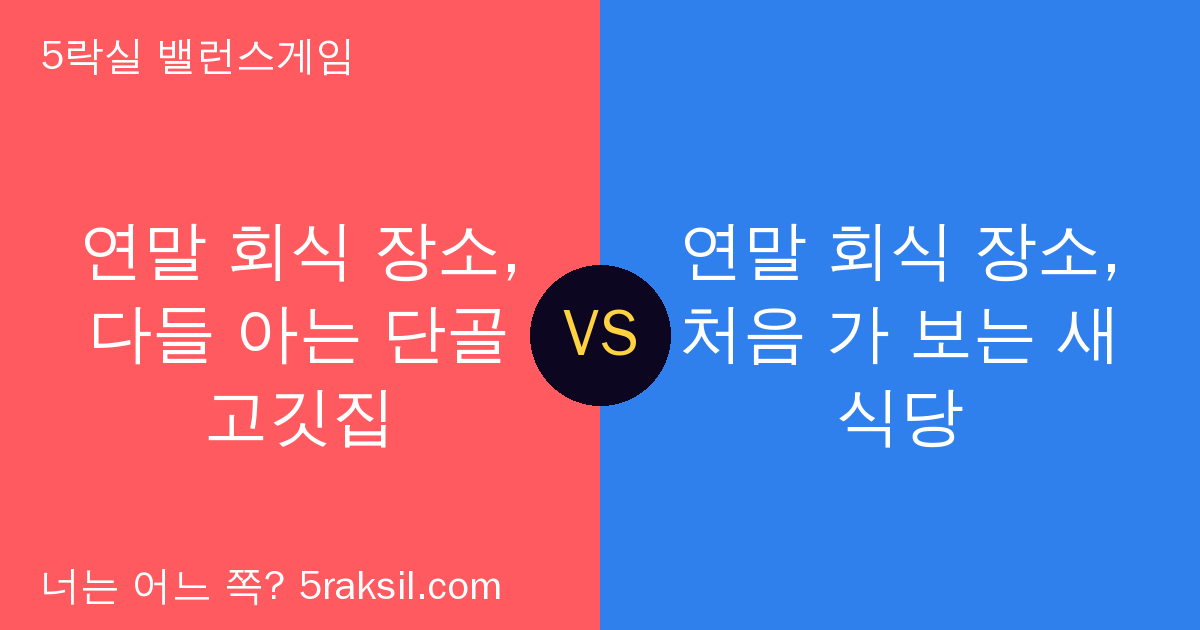 5락실 밸런스게임
연말 회식 장소,
다들 아는 단골
고깃집
VS
연말 회식 장소,
처음 가 보는 새
식당
너는 어느 쪽? 5raksil.com